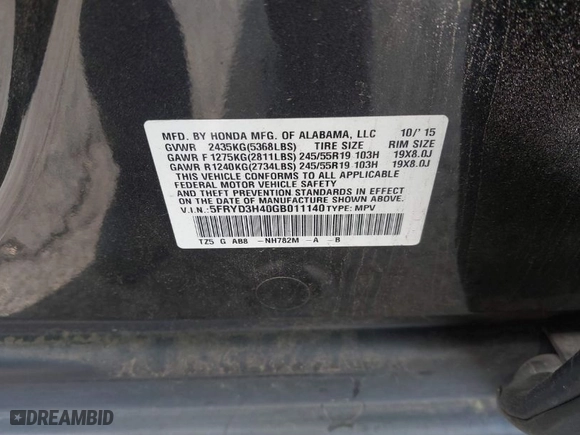 MFD. BY HONDA MFG. OF ALABAMA, LLC 10/'15
GVWR 2435KG(5368LBS) TIRE SIZE RIM SIZE
GAWR F 1275KG(2811LBS) 245/55R19 103H 19X8.0J
GAWR R 1240KG(2734LBS) 245/55R19 103H 19X8.0J
THIS VEHICLE CONFORMS TO ALL APPLICABLE
FEDERAL MOTOR VEHICLE SAFETY
AND THEFT PREVENTION STANDARDS IN EFFECT
ON THE DATE OF MANUFACTURE SHOWN ABOVE.
V.I.N.: 5FRYD3H40GB011140 TYPE: MPV
TZ5 G AB8 -NH782M -A -B
DREAMBID